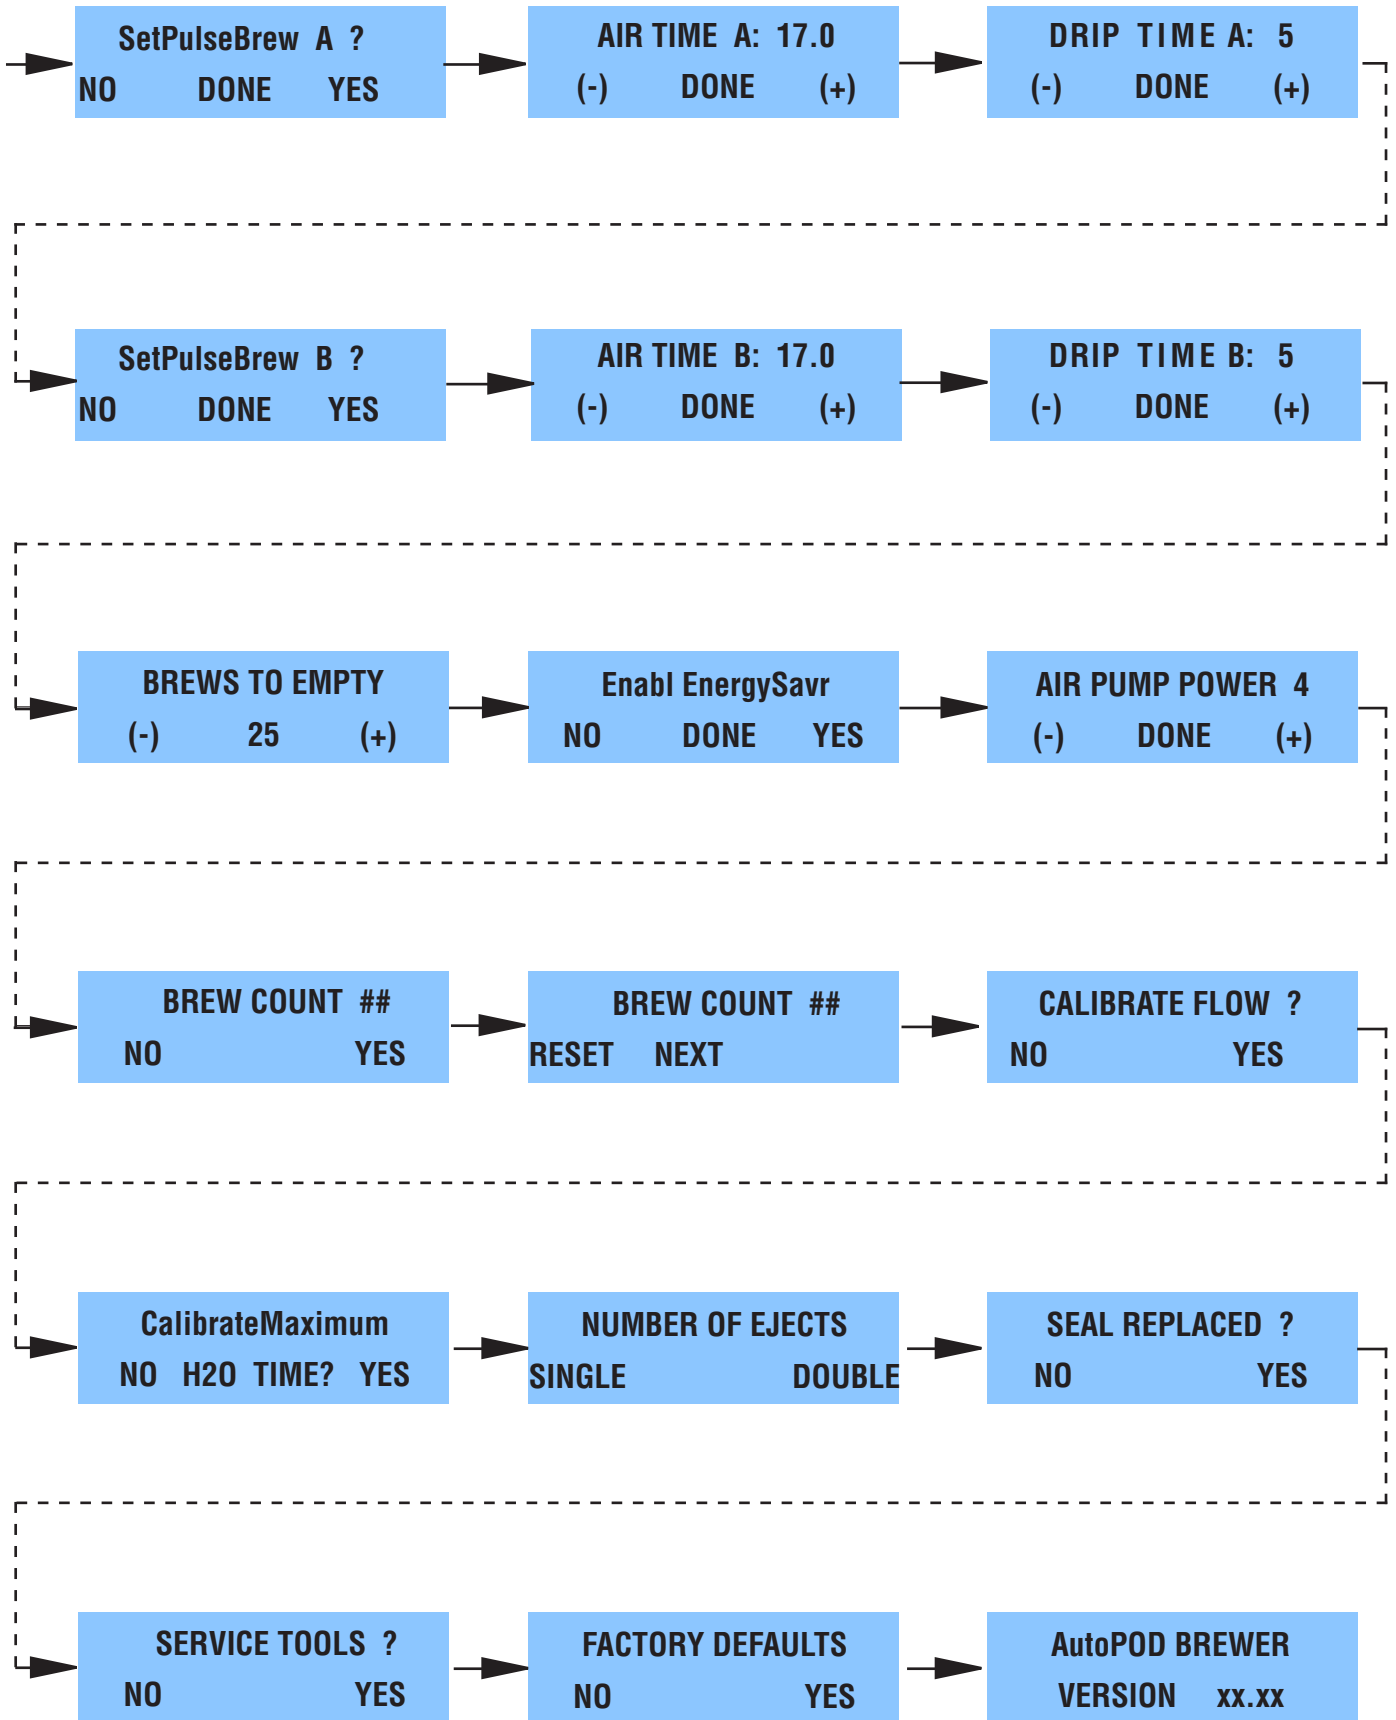 SetPulseBrew A ?
NO DONE YES
AIR TIME A: 17.0
(-) DONE (+)
DRIP TIME A: 5
(-) DONE (+)
SetPulseBrew B ?
NO DONE YES
AIR TIME B: 17.0
(-) DONE (+)
DRIP TIME B: 5
(-) DONE (+)
BREWS TO EMPTY
(-) 25 (+)
Enabl EnergySavr
NO DONE YES
AIR PUMP POWER 4
(-) DONE (+)
BREW COUNT ##
NO YES
BREW COUNT ##
RESET NEXT
CALIBRATE FLOW ?
NO YES
CalibrateMaximum
NO H2O TIME? YES
NUMBER OF EJECTS
SINGLE DOUBLE
SEAL REPLACED ?
NO YES
SERVICE TOOLS ?
NO YES
FACTORY DEFAULTS
NO YES
AutoPOD BREWER
VERSION xx.xx